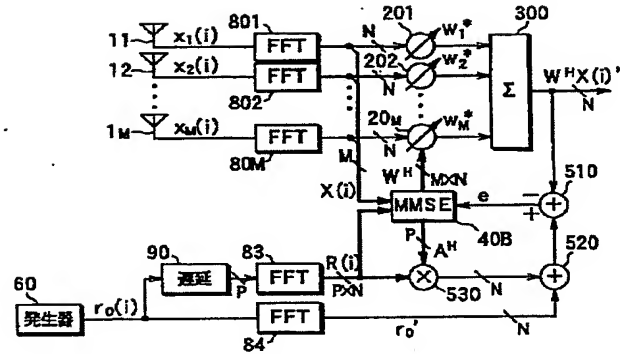 11 x₁(i) 801 FFT N 201 w₁* 300
12 x₂(i) FFT 802 202 w₂* Σ WᴴX(i)' N
1M xM(i) FFT 80M N 20M wM*
M X(i) Wᴴ M×N
MMSE 40B e − + + 510
P Aᴴ 520
90 遅延 P 83 FFT R(i) P×N × 530 N +
60 発生器 r₀(i) FFT 84 r₀' N